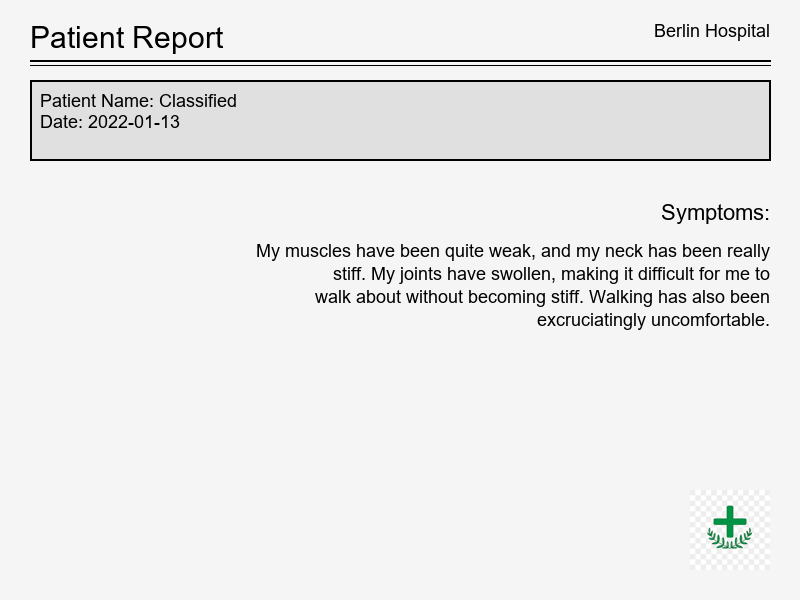 Patient Report
Berlin Hospital
Patient Name: Classified
Date: 2022-01-13
Symptoms:
My muscles have been quite weak, and my neck has been really
stiff. My joints have swollen, making it difficult for me to
walk about without becoming stiff. Walking has also been
excruciatingly uncomfortable.